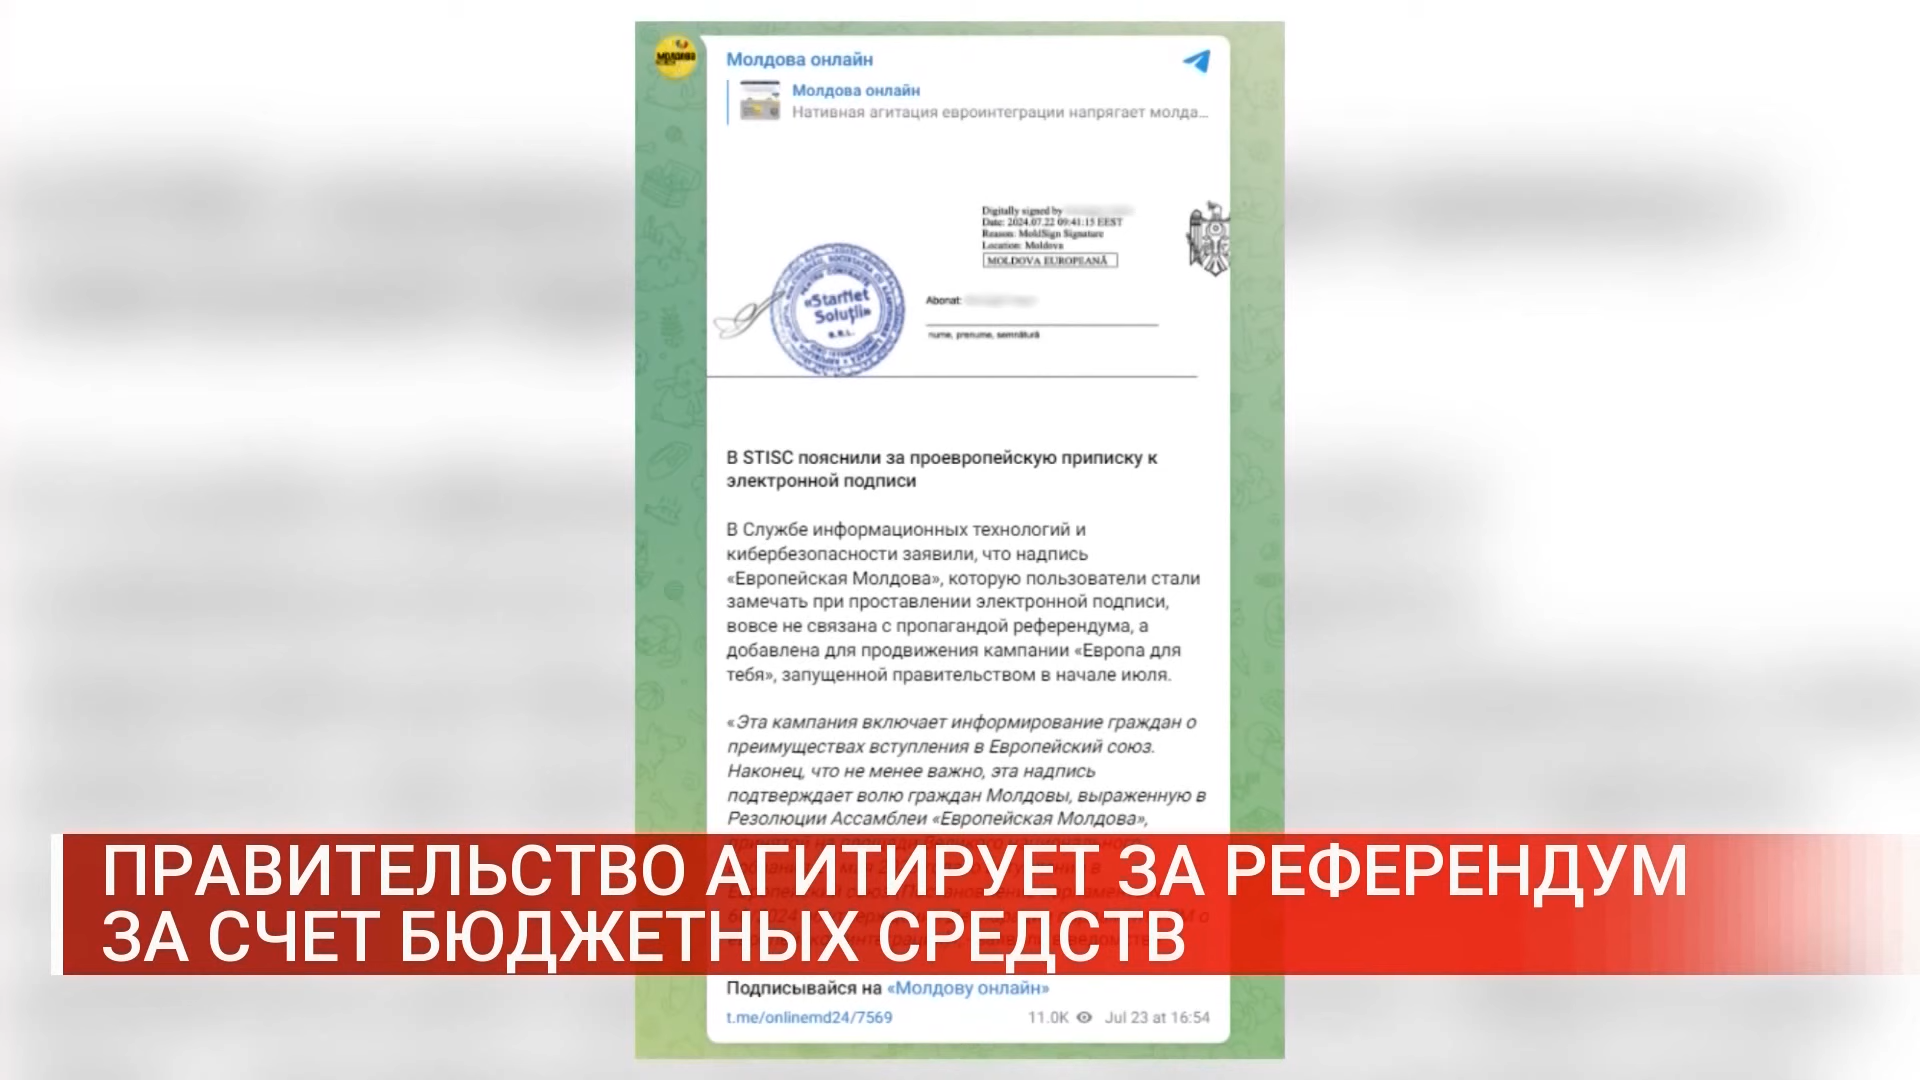 Молдова онлайн
Молдова онлайн
Нативная агитация евроинтеграции напрягает молда...
Digitally signed by
Date: 2024.07.22 09:41:15 EEST
Reason: MoldSign Signature
Location: Moldova
MOLDOVA EUROPEANĂ
«StarNet
Soluții»
S.R.L.
Abonat:
nume, prenume, semnătură
В STISC пояснили за проевропейскую приписку к
электронной подписи
В Службе информационных технологий и
кибербезопасности заявили, что надпись
«Европейская Молдова», которую пользователи стали
замечать при проставлении электронной подписи,
вовсе не связана с пропагандой референдума, а
добавлена для продвижения кампании «Европа для
тебя», запущенной правительством в начале июля.
«Эта кампания включает информирование граждан о
преимуществах вступления в Европейский союз.
Наконец, что не менее важно, эта надпись
подтверждает волю граждан Молдовы, выраженную в
Резолюции Ассамблеи «Европейская Молдова»,
ПРАВИТЕЛЬСТВО АГИТИРУЕТ ЗА РЕФЕРЕНДУМ
ЗА СЧЕТ БЮДЖЕТНЫХ СРЕДСТВ
Подписывайся на «Молдову онлайн»
t.me/onlinemd24/7569
11.0K Jul 23 at 16:54